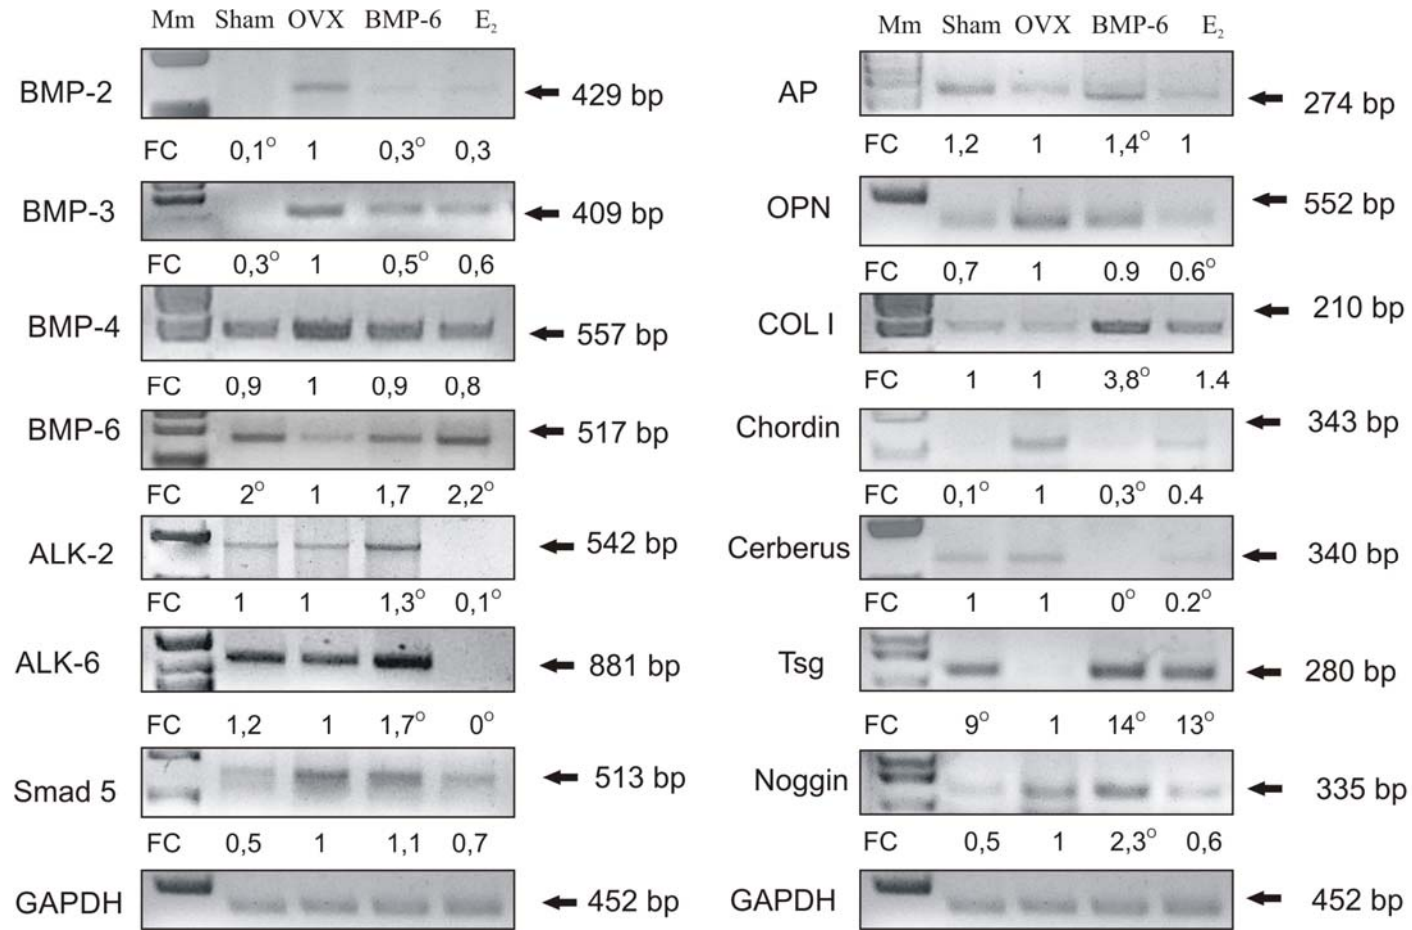 Mm Sham OVX BMP-6 E₂
BMP-2 429 bp
FC 0,1° 1 0,3° 0,3
BMP-3 409 bp
FC 0,3° 1 0,5° 0,6
BMP-4 557 bp
FC 0,9 1 0,9 0,8
BMP-6 517 bp
FC 2° 1 1,7 2,2°
ALK-2 542 bp
FC 1 1 1,3° 0,1°
ALK-6 881 bp
FC 1,2 1 1,7° 0°
Smad 5 513 bp
FC 0,5 1 1,1 0,7
GAPDH 452 bp
Mm Sham OVX BMP-6 E₂
AP 274 bp
FC 1,2 1 1,4° 1
OPN 552 bp
FC 0,7 1 0.9 0.6°
COL I 210 bp
FC 1 1 3,8° 1.4
Chordin 343 bp
FC 0,1° 1 0,3° 0.4
Cerberus 340 bp
FC 1 1 0° 0.2°
Tsg 280 bp
FC 9° 1 14° 13°
Noggin 335 bp
FC 0,5 1 2,3° 0,6
GAPDH 452 bp